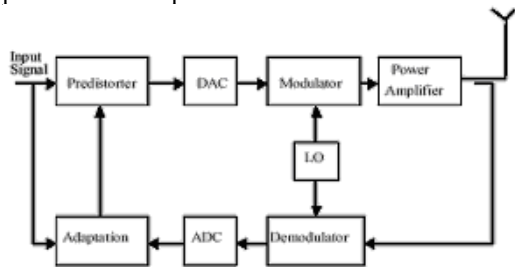 Input
Signal
Predistorter
DAC
Modulator
Power
Amplifier
LO
Adaptation
ADC
Demodulator